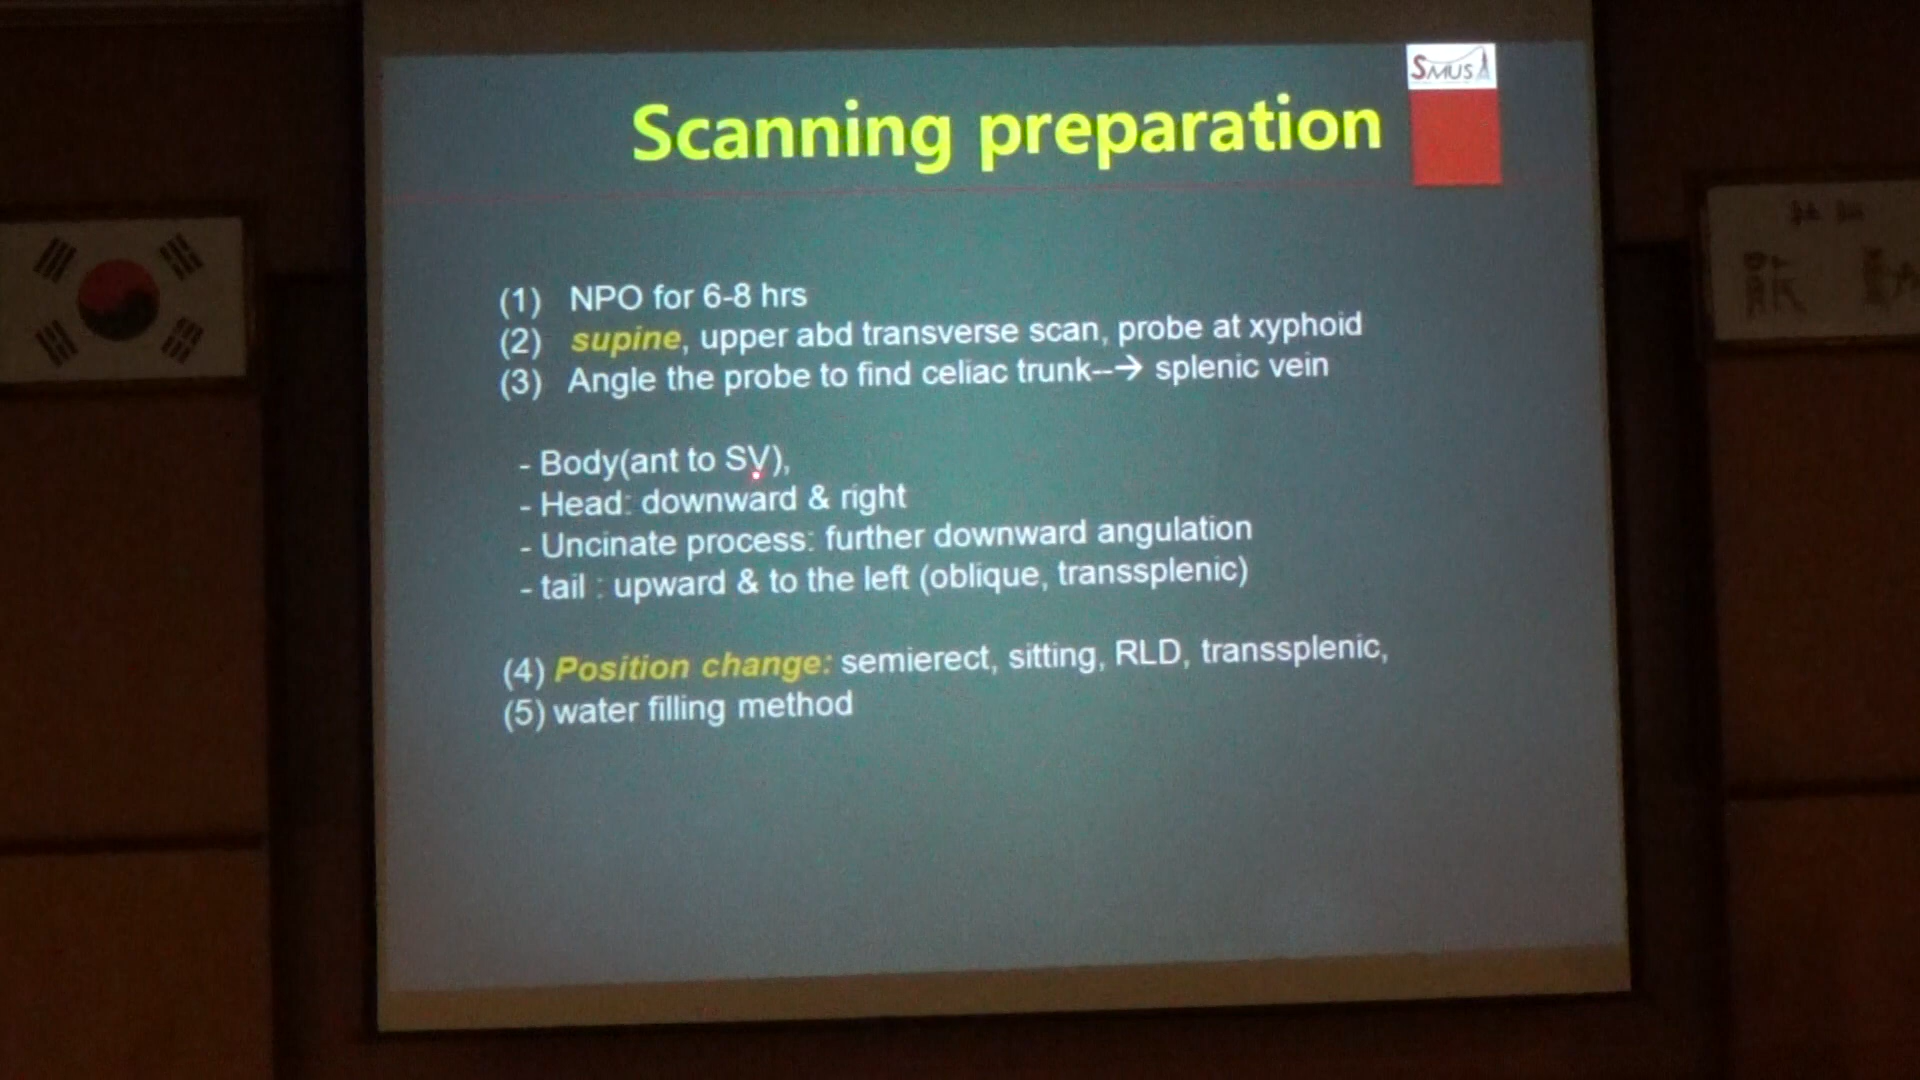 SMUS
Scanning preparation
(1) NPO for 6-8 hrs
(2) supine, upper abd transverse scan, probe at xyphoid
(3) Angle the probe to find celiac trunk--→ splenic vein
- Body(ant to SV),
- Head: downward & right
- Uncinate process: further downward angulation
- tail : upward & to the left (oblique, transsplenic)
(4) Position change: semierect, sitting, RLD, transsplenic,
(5) water filling method